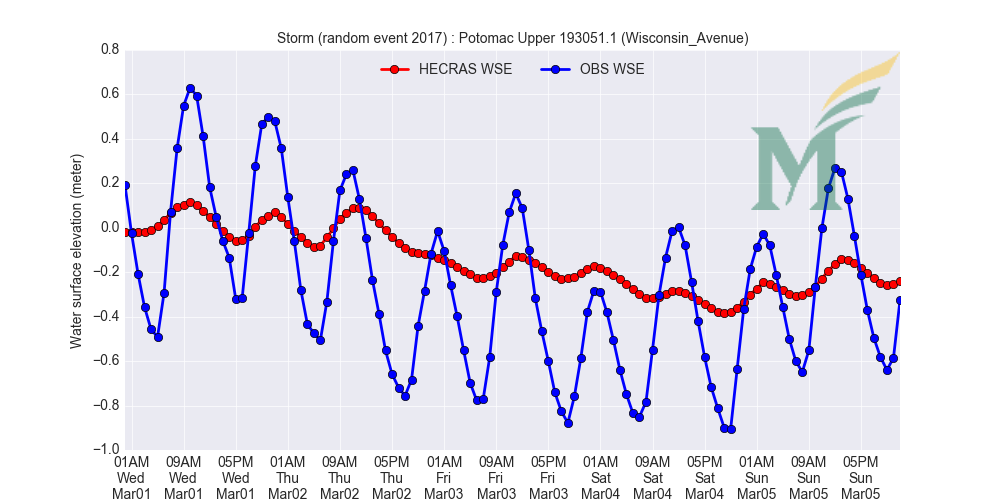 Storm (random event 2017) : Potomac Upper 193051.1 (Wisconsin_Avenue)
HECRAS WSE
OBS WSE
M
Water surface elevation (meter)
0.8
0.6
0.4
0.2
0.0
−0.2
−0.4
−0.6
−0.8
−1.0
01AM 09AM 05PM 01AM 09AM 05PM 01AM 09AM 05PM 01AM 09AM 05PM 01AM 09AM 05PM
Wed Wed Wed Thu Thu Thu Fri Fri Fri Sat Sat Sat Sun Sun Sun
Mar01 Mar01 Mar01 Mar02 Mar02 Mar02 Mar03 Mar03 Mar03 Mar04 Mar04 Mar04 Mar05 Mar05 Mar05